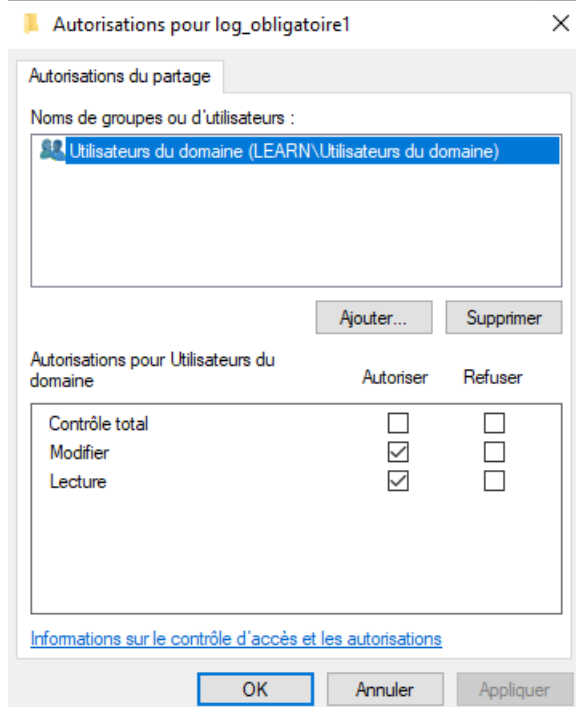 Autorisations pour log_obligatoire1
Autorisations du partage
Noms de groupes ou d'utilisateurs :
Utilisateurs du domaine (LEARN\Utilisateurs du domaine)
Ajouter... Supprimer
Autorisations pour Utilisateurs du
domaine Autoriser Refuser
Contrôle total
Modifier
Lecture
Informations sur le contrôle d'accès et les autorisations
OK Annuler Appliquer